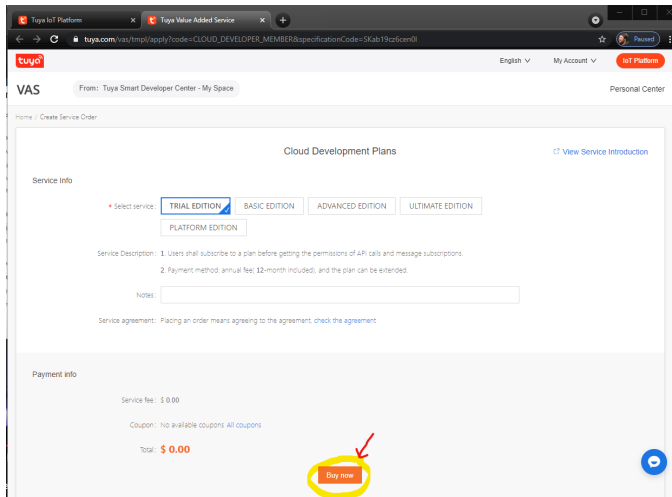 Tuya IoT Platform
Tuya Value Added Service
tuya.com/vas/tmpl/apply?code=CLOUD_DEVELOPER_MEMBER&specificationCode=SKab19cz6cen0l
Paused
tuya
English
My Account
IoT Platform
VAS
From: Tuya Smart Developer Center - My Space
Personal Center
Home / Create Service Order
Cloud Development Plans
View Service Introduction
Service Info
* Select service:
TRIAL EDITION
BASIC EDITION
ADVANCED EDITION
ULTIMATE EDITION
PLATFORM EDITION
Service Description: 1. Users shall subscribe to a plan before getting the permissions of API calls and message subscriptions.
2. Payment method: annual fee; 12-month included), and the plan can be extended.
Notes:
Service agreement: Placing an order means agreeing to the agreement, check the agreement
Payment info
Service fee: $ 0.00
Coupon: No available coupons All coupons
Total: $ 0.00
Buy now